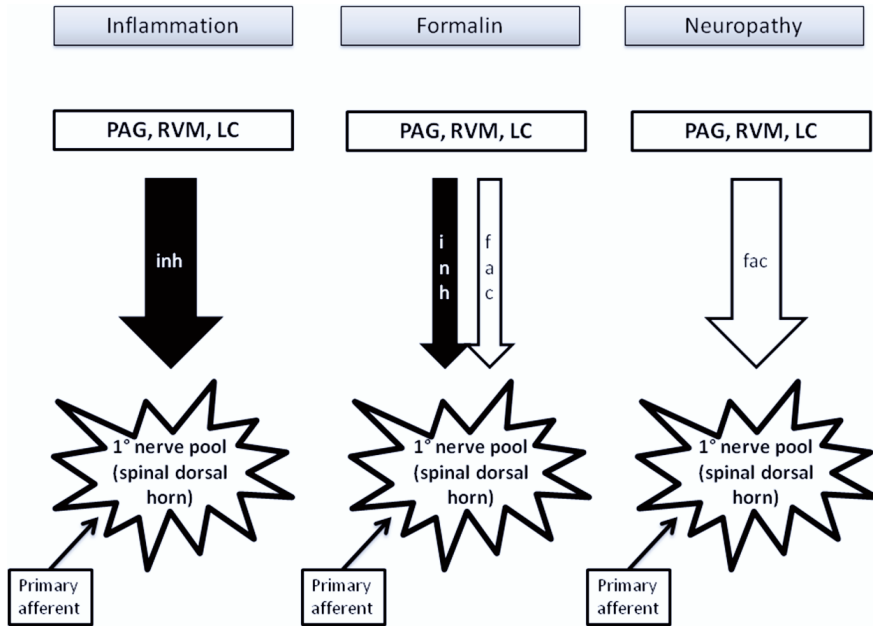 Inflammation
Formalin
Neuropathy
PAG, RVM, LC
PAG, RVM, LC
PAG, RVM, LC
inh
i
n
h
f
a
c
fac
1° nerve pool
(spinal dorsal
horn)
1° nerve pool
(spinal dorsal
horn)
1° nerve pool
(spinal dorsal
horn)
Primary
afferent
Primary
afferent
Primary
afferent